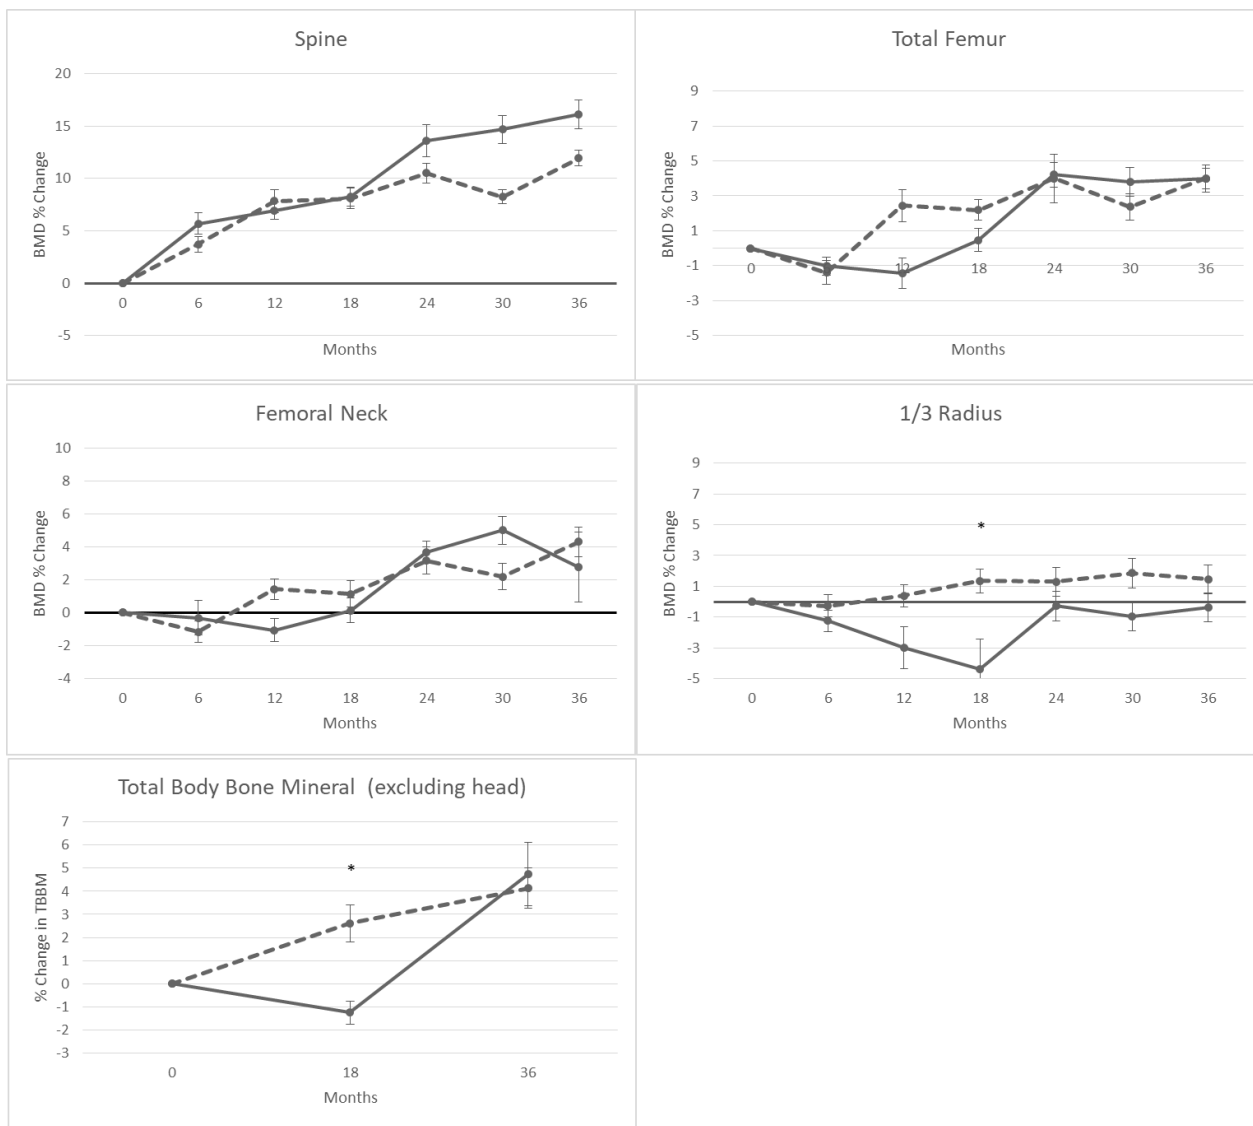 Spine
20
15
10
5
0
-5
BMD % Change
0 6 12 18 24 30 36
Months
Total Femur
9
7
5
3
1
-1
-3
-5
BMD % Change
0 12 18 24 30 36
Months
Femoral Neck
10
8
6
4
2
0
-2
-4
BMD % Change
0 6 12 18 24 30 36
Months
1/3 Radius
9
7
5
3
1
-1
-3
-5
BMD % Change
*
0 6 12 18 24 30 36
Months
Total Body Bone Mineral (excluding head)
7
6
5
4
3
2
1
0
-1
-2
-3
% Change in TBBM
*
0 18 36
Months